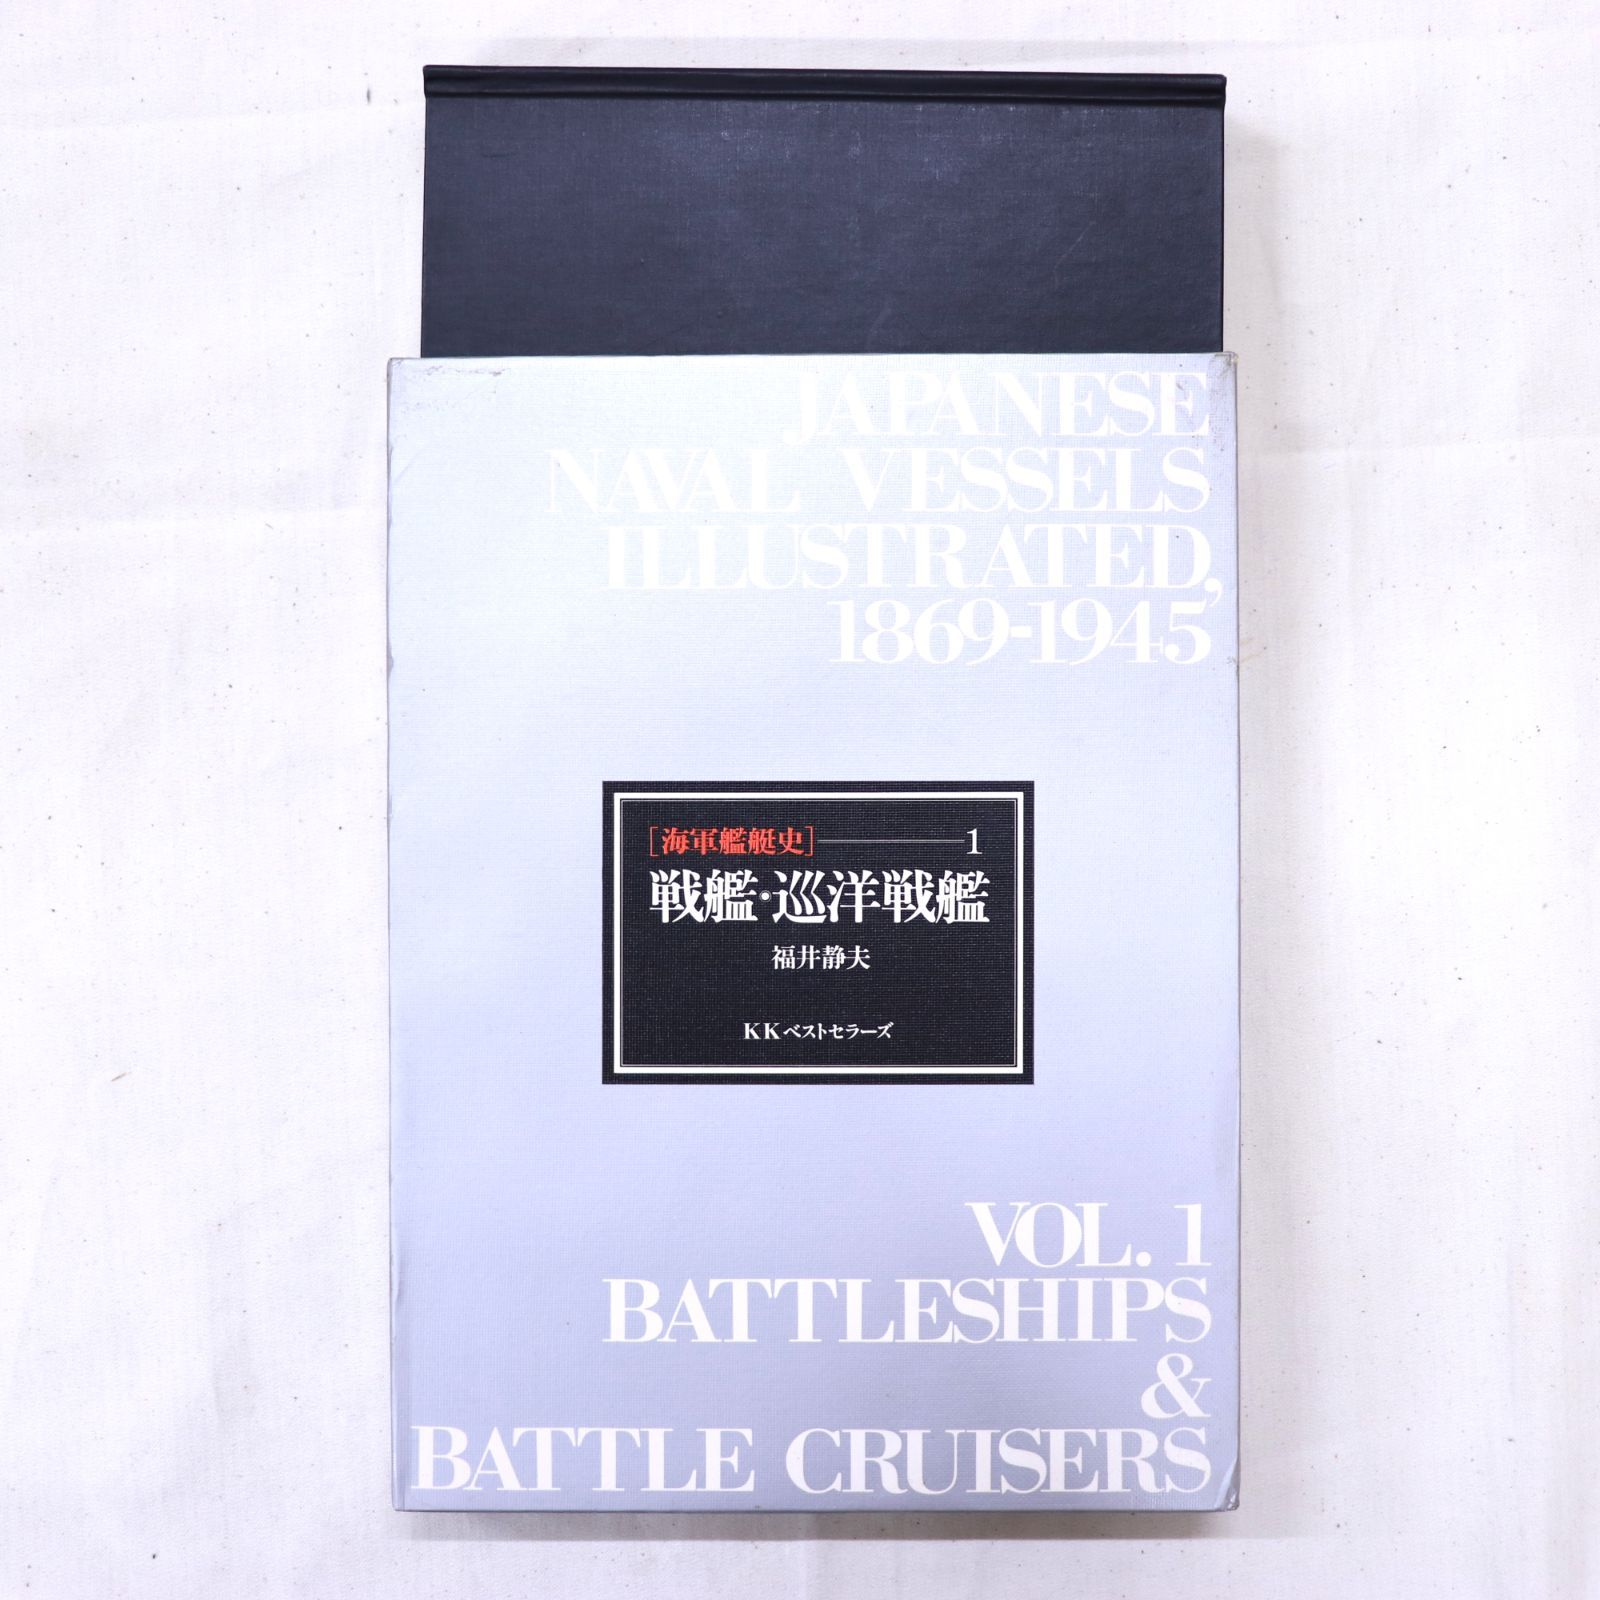 JAPANESE
NAVAL VESSELS
ILLUSTRATED,
1869-1945
[海軍艦艇史]———1
戦艦・巡洋戦艦
福井静夫
KKベストセラーズ
VOL. 1
BATTLESHIPS
&
BATTLE CRUISERS